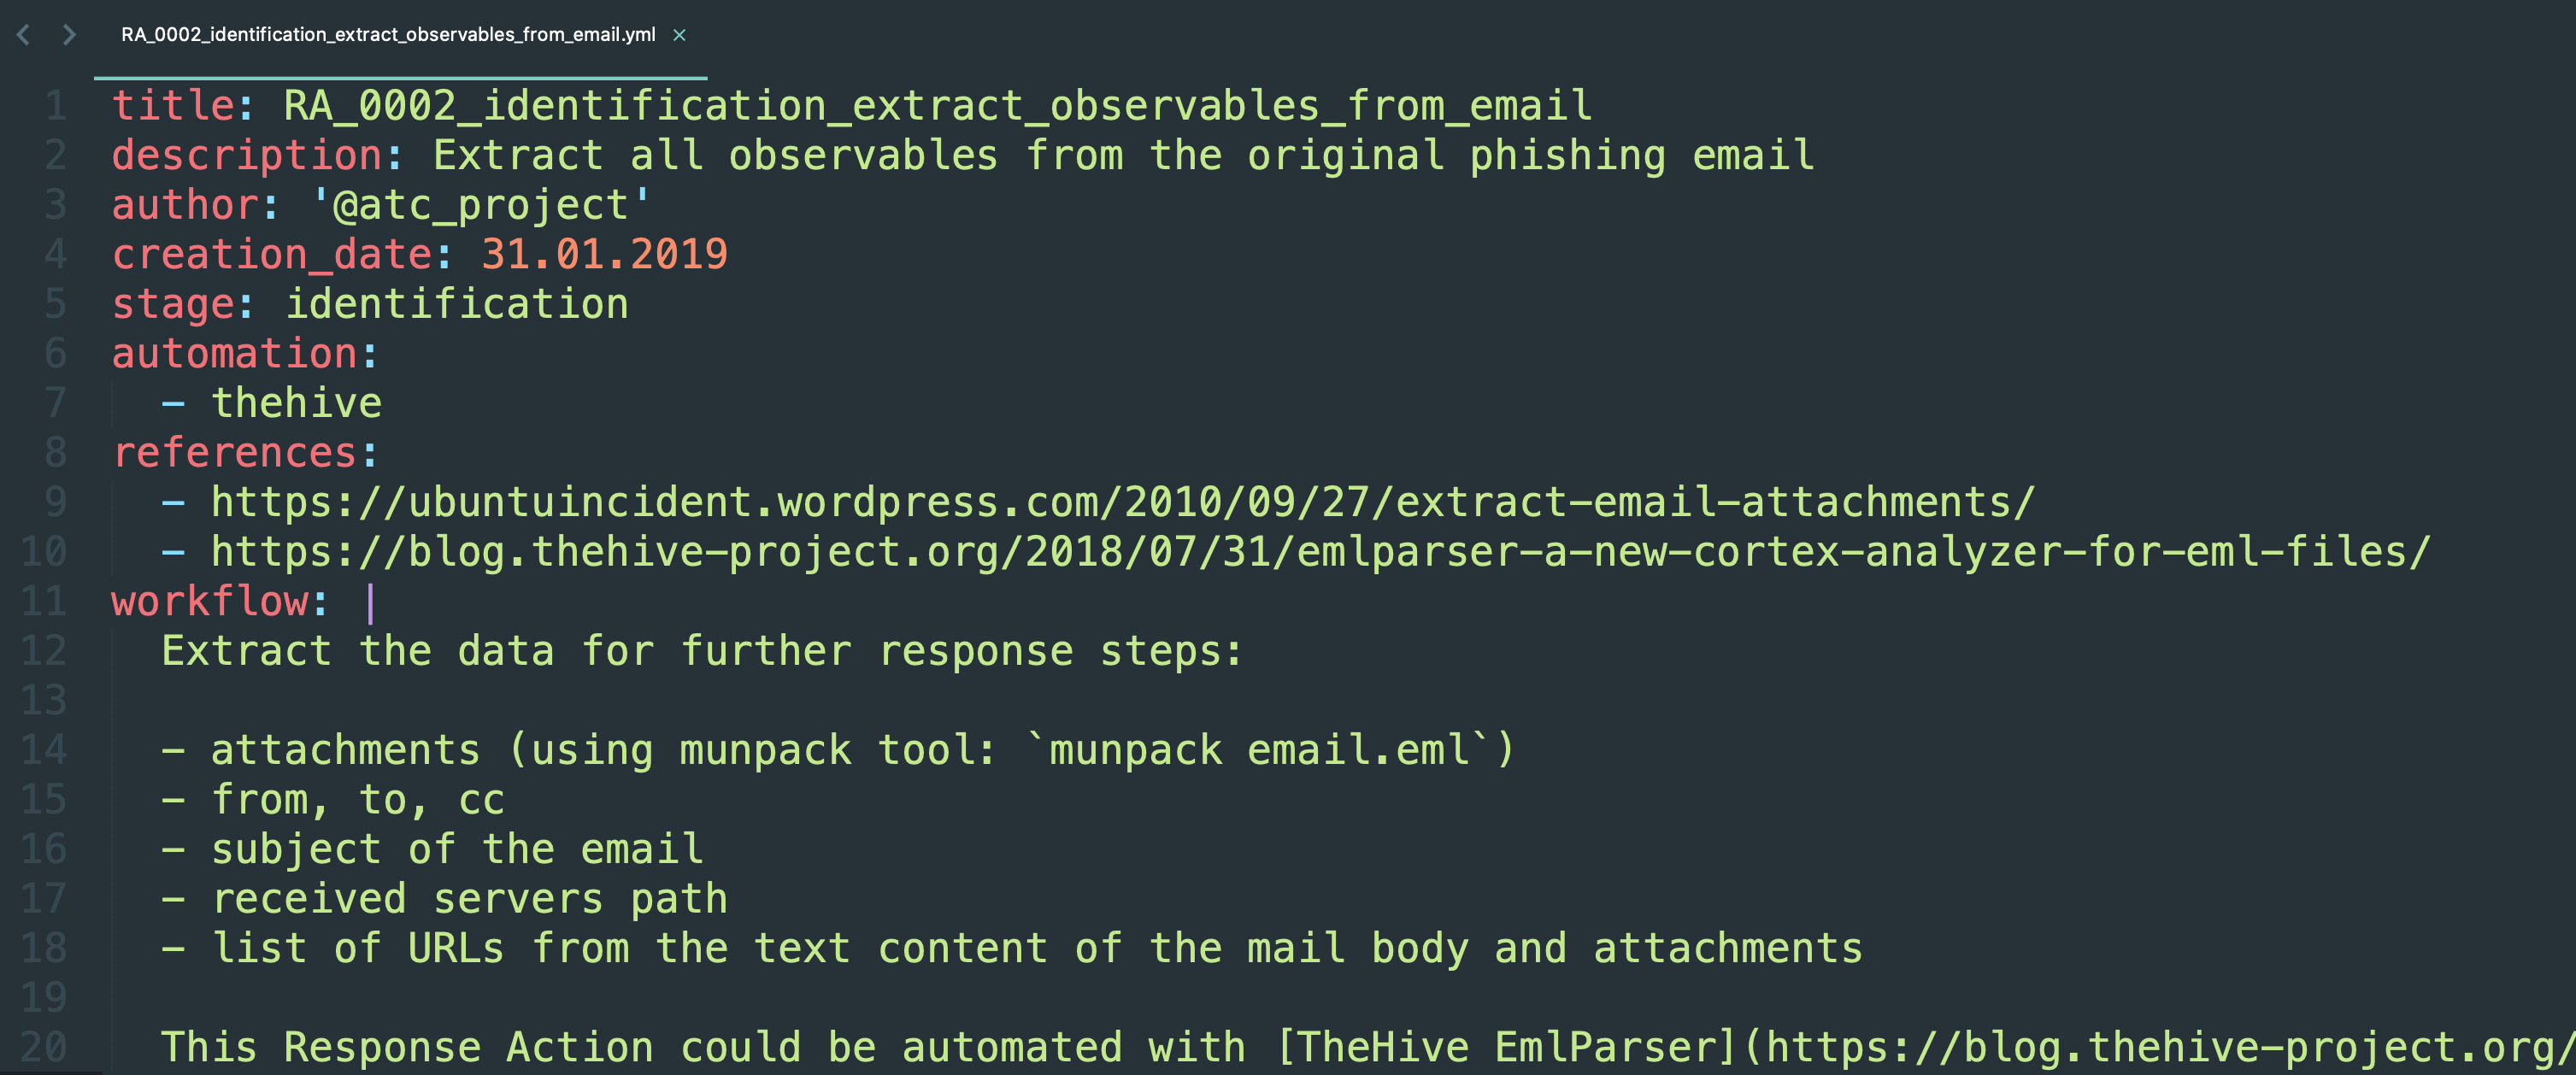 RA_0002_identification_extract_observables_from_email.yml ×
1 title: RA_0002_identification_extract_observables_from_email
2 description: Extract all observables from the original phishing email
3 author: '@atc_project'
4 creation_date: 31.01.2019
5 stage: identification
6 automation:
7   - thehive
8 references:
9   - https://ubuntuincident.wordpress.com/2010/09/27/extract-email-attachments/
10   - https://blog.thehive-project.org/2018/07/31/emlparser-a-new-cortex-analyzer-for-eml-files/
11 workflow: |
12   Extract the data for further response steps:
13
14   - attachments (using munpack tool: `munpack email.eml`)
15   - from, to, cc
16   - subject of the email
17   - received servers path
18   - list of URLs from the text content of the mail body and attachments
19
20   This Response Action could be automated with [TheHive EmlParser](https://blog.thehive-project.org/